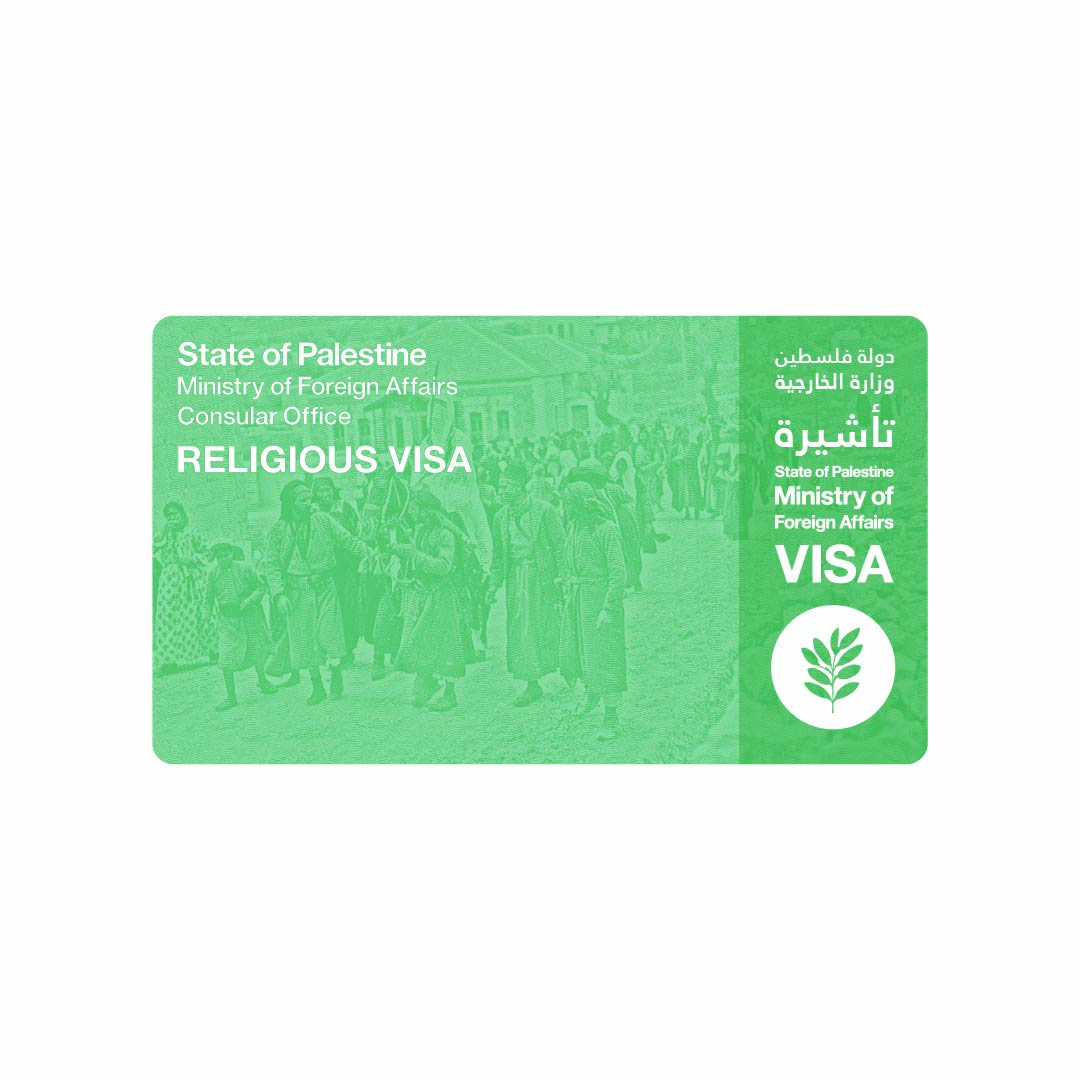 State of Palestine
Ministry of Foreign Affairs
Consular Office
RELIGIOUS VISA
دولة فلسطين
وزارة الخارجية
تأشيرة
State of Palestine
Ministry of
Foreign Affairs
VISA